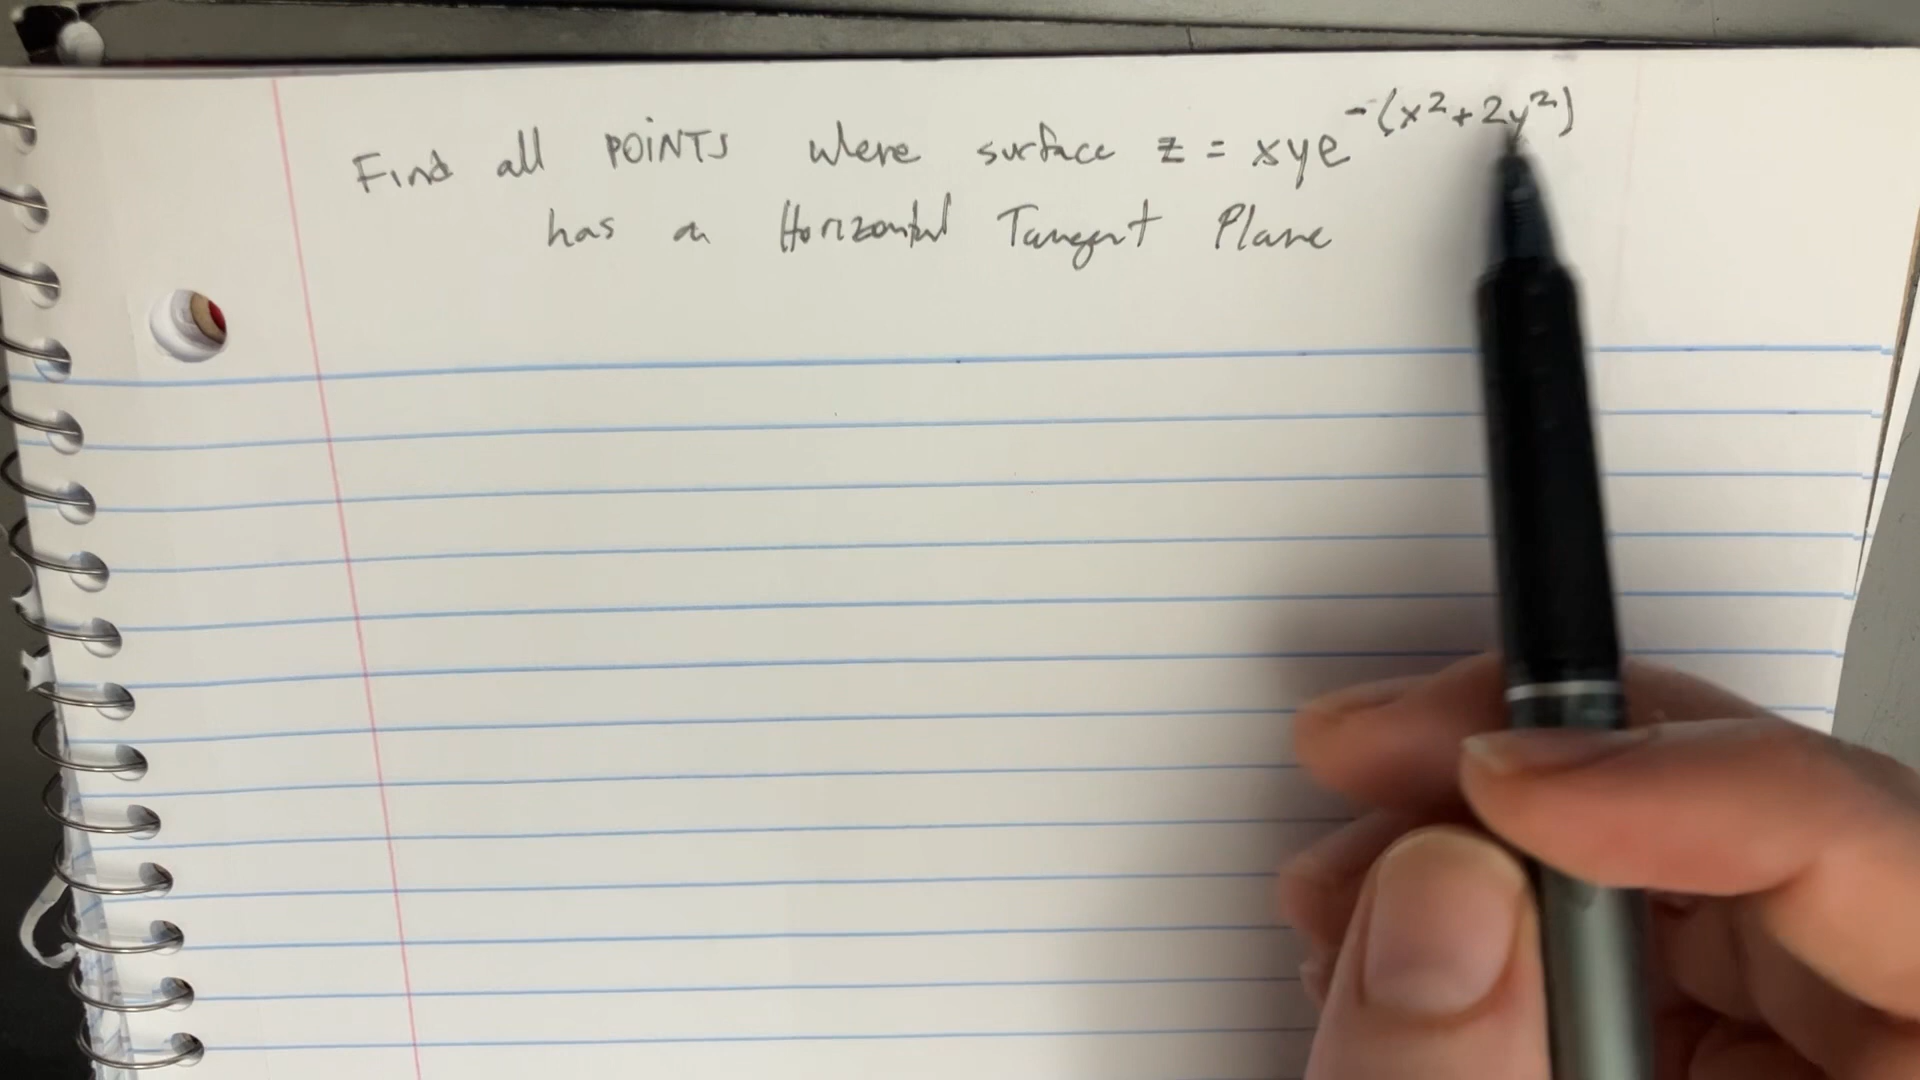 Find all POINTS where surface z = xye^-(x²+2y²)
has a Horizontal Tangent Plane